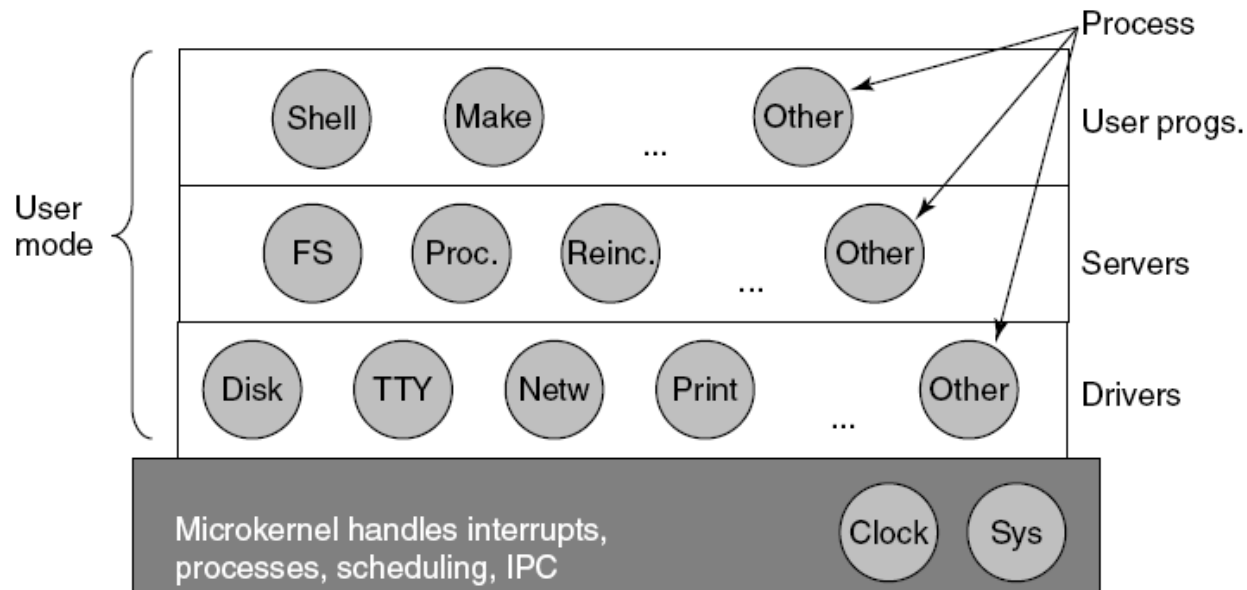 Process
Shell
Make
...
Other
User progs.
User
mode
FS
Proc.
Reinc.
...
Other
Servers
Disk
TTY
Netw
Print
...
Other
Drivers
Microkernel handles interrupts,
processes, scheduling, IPC
Clock
Sys